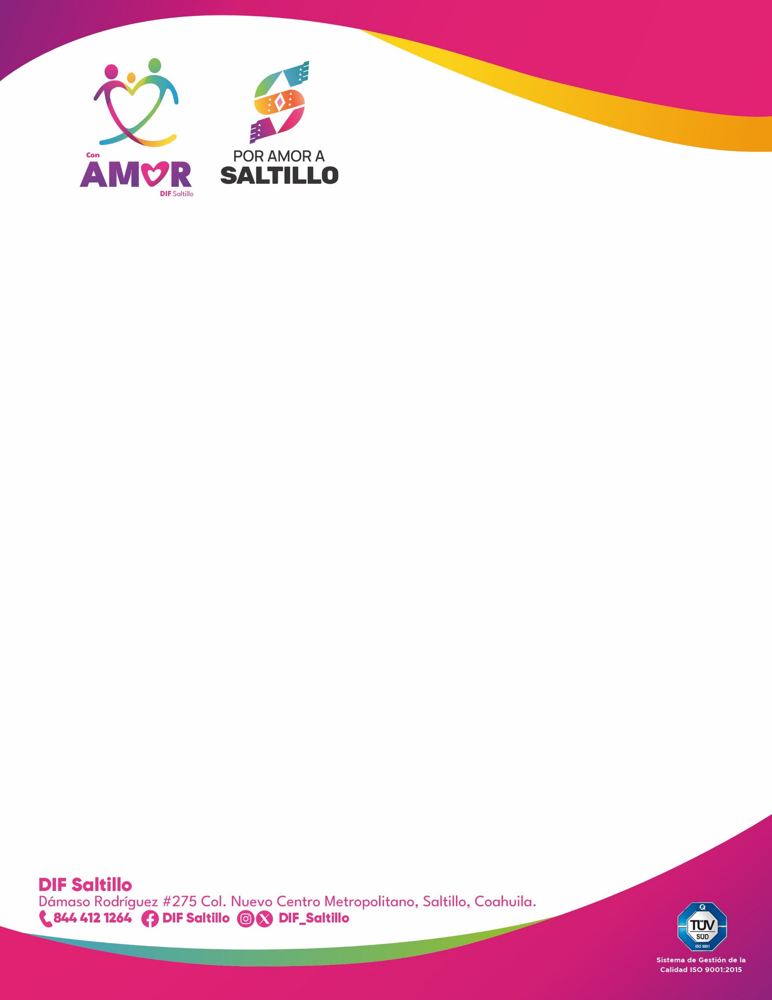 Con
AMOR
DIF Saltillo
POR AMOR A
SALTILLO
DIF Saltillo
Dámaso Rodríguez #275 Col. Nuevo Centro Metropolitano, Saltillo, Coahuila.
844 412 1264 DIF Saltillo DIF_Saltillo
TÜV
SÜD
ISO 9001
Sistema de Gestión de la
Calidad ISO 9001:2015